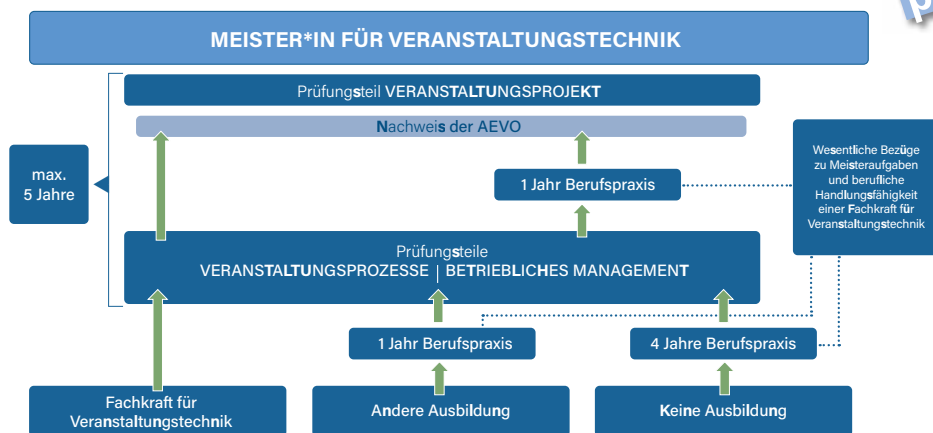 MEISTER*IN FÜR VERANSTALTUNGSTECHNIK
Prüfungsteil VERANSTALTUNGSPROJEKT
Nachweis der AEVO
max.
5 Jahre
1 Jahr Berufspraxis
Wesentliche Bezüge
zu Meisteraufgaben
und berufliche
Handlungsfähigkeit
einer Fachkraft für
Veranstaltungstechnik
Prüfungsteile
VERANSTALTUNGSPROZESSE | BETRIEBLICHES MANAGEMENT
1 Jahr Berufspraxis
4 Jahre Berufspraxis
Fachkraft für
Veranstaltungstechnik
Andere Ausbildung
Keine Ausbildung